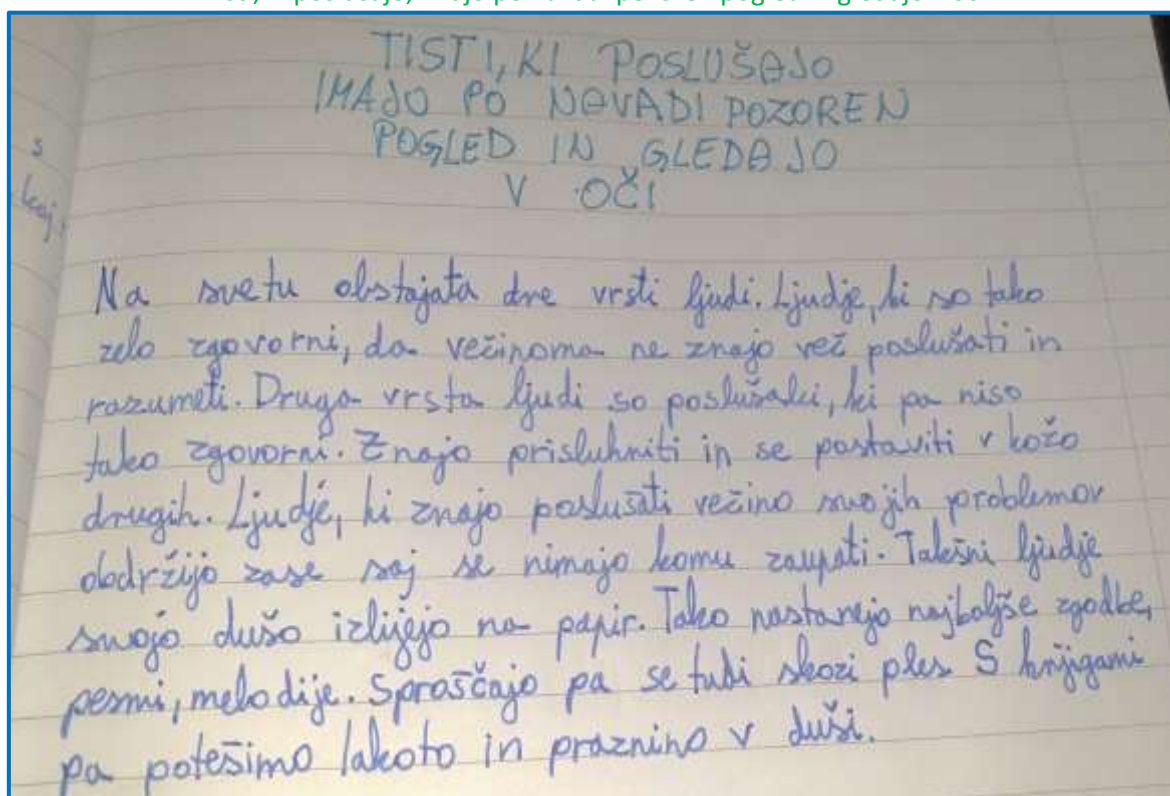 TISTI, KI POSLUŠAJO
IMAJO PO NAVADI POZOREN
POGLED IN GLEDAJO
V OČI
s
kaj,
Na svetu obstajata dve vrsti ljudi. Ljudje, ki so tako
zelo zgovorni, da večinoma ne znajo več poslušati in
razumeti. Druga vrsta ljudi so poslušalci, ki pa niso
tako zgovorni. Znajo prisluhniti in se postaviti v kožo
drugih. Ljudje, ki znajo poslušati večino svojih problemov
obdržijo zase saj se nimajo komu zaupati. Takšni ljudje
svojo dušo izlijejo na papir. Tako nastanejo najboljše zgodbe,
pesmi, melodije. Sproščajo pa se tudi skozi ples S knjigami
pa potešimo lakoto in praznino v duši.